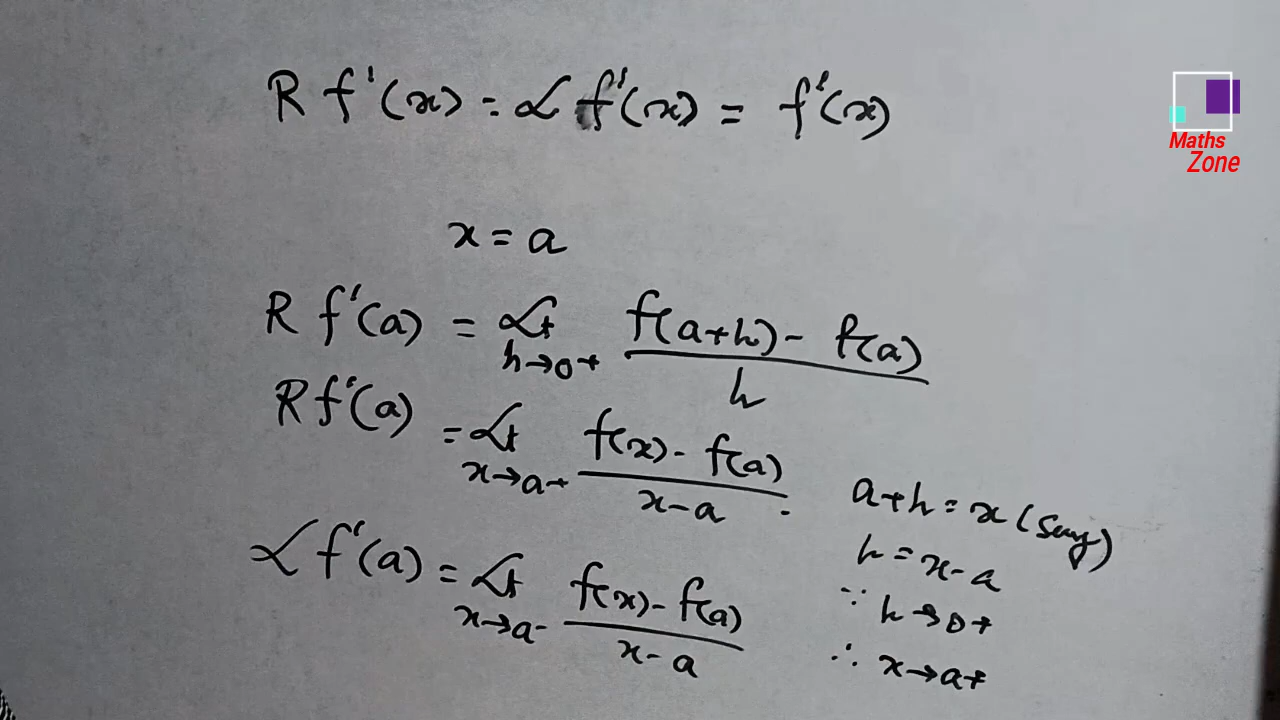 R f'(x) = L f'(x) = f'(x)
Maths
Zone
x = a
R f'(a) = Lt h→0+ f(a+h) - f(a) / h
R f'(a) = Lt x→a+ f(x) - f(a) / x-a .
L f'(a) = Lt x→a- f(x) - f(a) / x-a
a+h = x (Say)
h = x-a
∵ h→0+
∴ x→a+